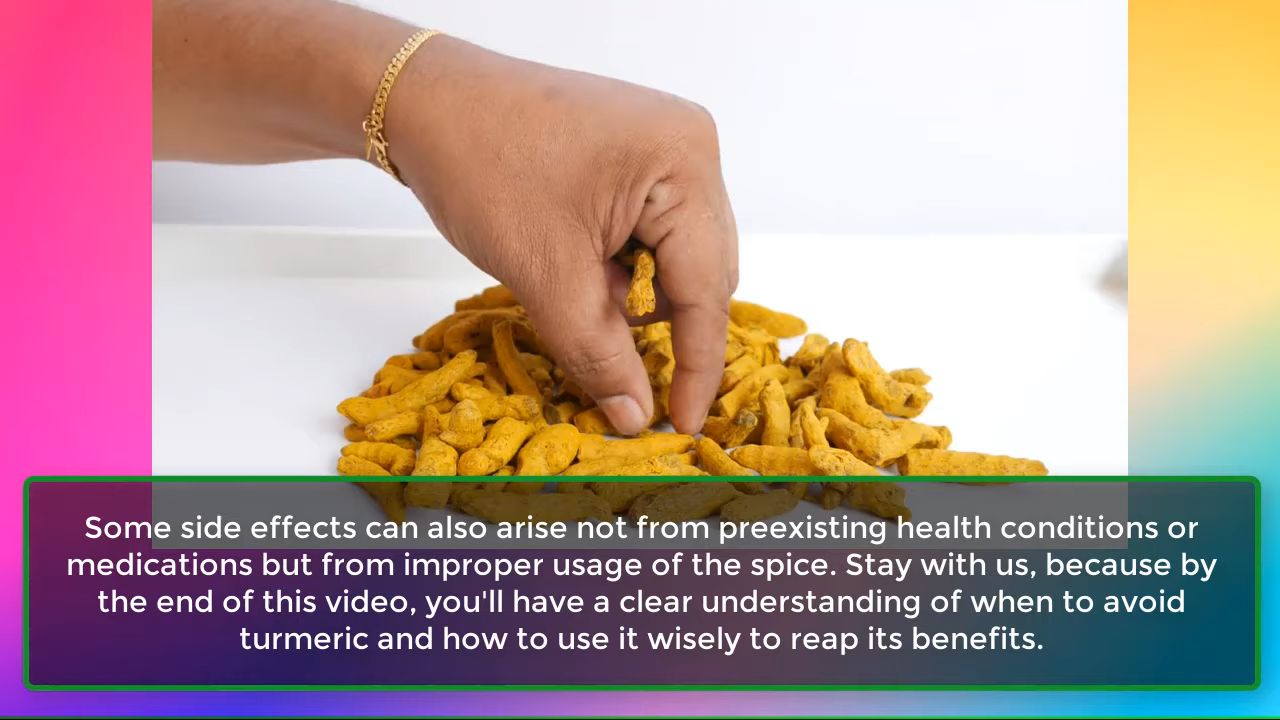 Some side effects can also arise not from preexisting health conditions or
medications but from improper usage of the spice. Stay with us, because by
the end of this video, you'll have a clear understanding of when to avoid
turmeric and how to use it wisely to reap its benefits.